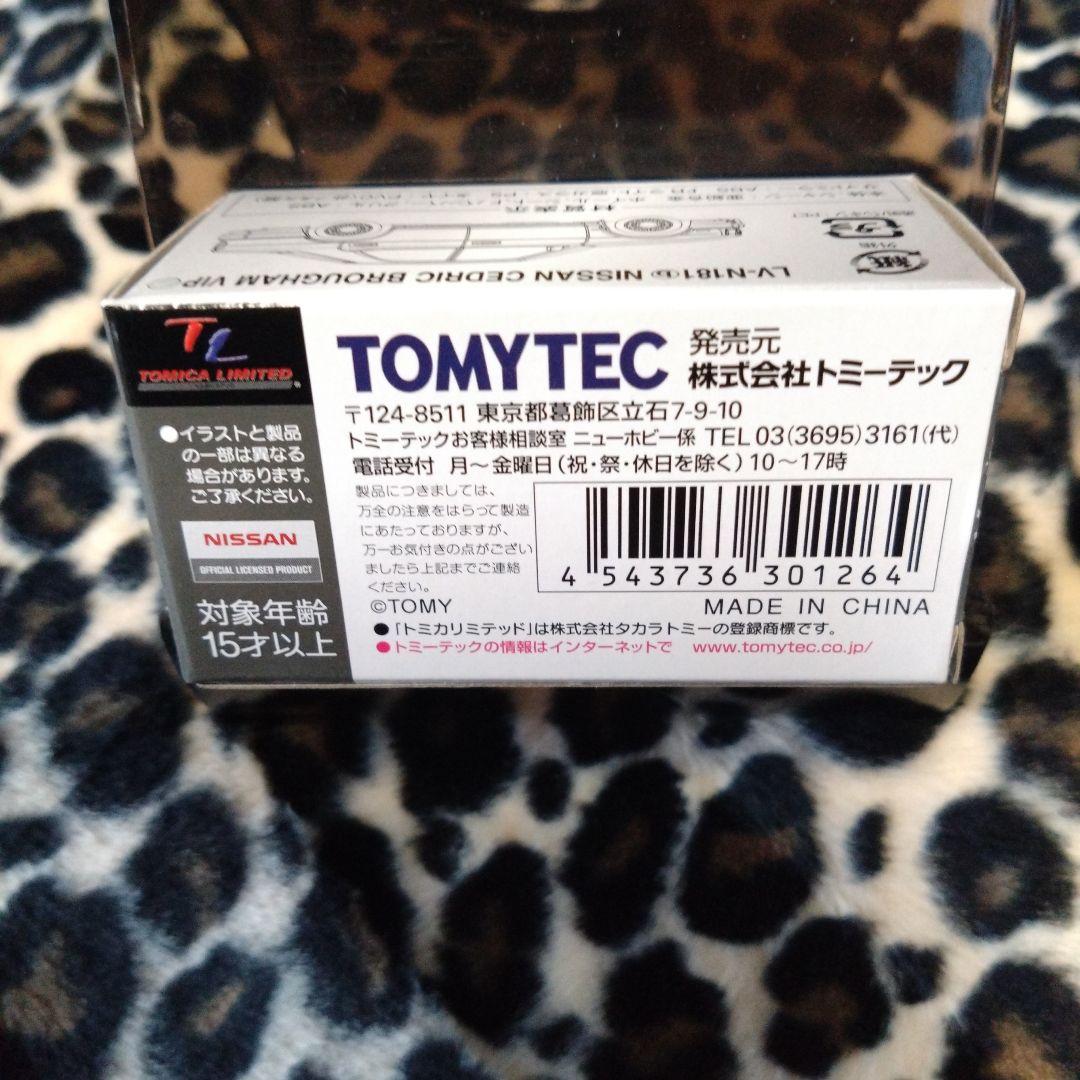 LV-N181ⓑ NISSAN CEDRIC BROUGHAM VIP
材質表示
紙
外箱
PET
TL
TOMICA LIMITED
●イラストと製品
の一部は異なる
場合があります。
ご了承ください。
NISSAN
OFFICIAL LICENSED PRODUCT
対象年齢
15才以上
TOMYTEC
発売元
株式会社トミーテック
〒124-8511 東京都葛飾区立石7-9-10
トミーテックお客様相談室 ニューホビー係 TEL 03(3695)3161(代)
電話受付 月~金曜日(祝・祭・休日を除く)10~17時
製品につきましては、
万全の注意をはらって製造
にあたっておりますが、
万一お気付きの点がござい
ましたら上記までご連絡
ください。
4 543736 301264
©TOMY
MADE IN CHINA
●「トミカリミテッド」は株式会社タカラトミーの登録商標です。
●トミーテックの情報はインターネットで www.tomytec.co.jp/